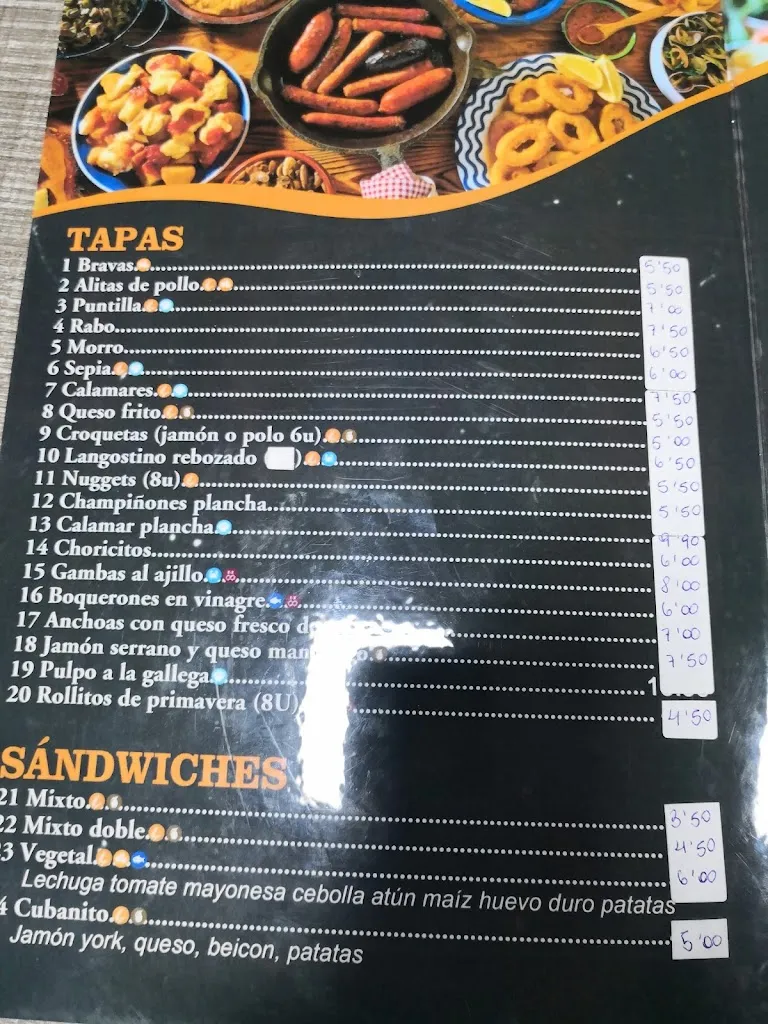 TAPAS
1 Bravas 5'50
2 Alitas de pollo 5'50
3 Puntilla 7'00
4 Rabo 7'50
5 Morro 6'50
6 Sepia 6'00
7 Calamares 7'50
8 Queso frito 5'50
9 Croquetas (jamón o polo 6u) 5'00
10 Langostino rebozado ( ) 6'50
11 Nuggets (8u) 5'50
12 Champiñones plancha 5'50
13 Calamar plancha 9'90
14 Choricitos 6'00
15 Gambas al ajillo 8'00
16 Boquerones en vinagre 6'00
17 Anchoas con queso fresco 7'00
18 Jamón serrano y queso 7'50
19 Pulpo a la gallega
20 Rollitos de primavera (8U) 4'50
SÁNDWICHES
21 Mixto 3'50
22 Mixto doble 4'50
3 Vegetal 6'00
Lechuga tomate mayonesa cebolla atún maíz huevo duro patatas
4 Cubanito 5'00
Jamón york, queso, beicon, patatas